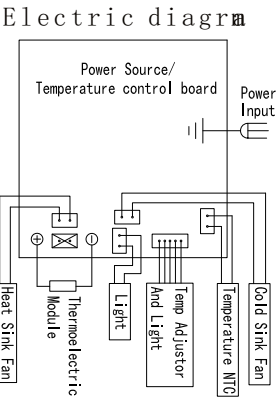 Electric diagram
Power Source/
Temperature control board
Power
Input
⊕
⊖
Heat Sink Fan
Thermoelectric
Module
Light
Temp Adjustor
And Light
Temperature NTC
Cold Sink Fan